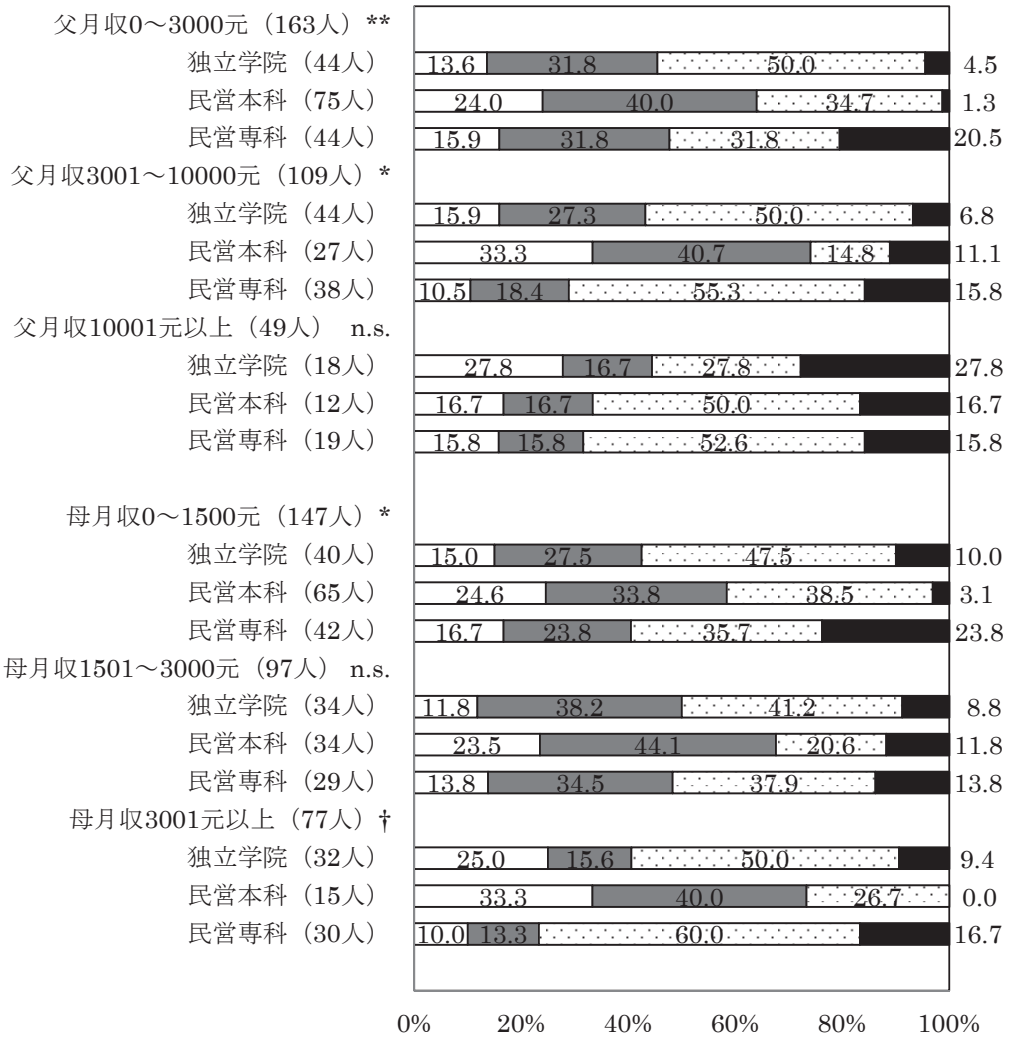 父月収0～3000元（163人）**
独立学院（44人） 13.6 31.8 50.0 4.5
民営本科（75人） 24.0 40.0 34.7 1.3
民営専科（44人） 15.9 31.8 31.8 20.5
父月収3001～10000元（109人）*
独立学院（44人） 15.9 27.3 50.0 6.8
民営本科（27人） 33.3 40.7 14.8 11.1
民営専科（38人） 10.5 18.4 55.3 15.8
父月収10001元以上（49人） n.s.
独立学院（18人） 27.8 16.7 27.8 27.8
民営本科（12人） 16.7 16.7 50.0 16.7
民営専科（19人） 15.8 15.8 52.6 15.8
母月収0～1500元（147人）*
独立学院（40人） 15.0 27.5 47.5 10.0
民営本科（65人） 24.6 33.8 38.5 3.1
民営専科（42人） 16.7 23.8 35.7 23.8
母月収1501～3000元（97人） n.s.
独立学院（34人） 11.8 38.2 41.2 8.8
民営本科（34人） 23.5 44.1 20.6 11.8
民営専科（29人） 13.8 34.5 37.9 13.8
母月収3001元以上（77人）†
独立学院（32人） 25.0 15.6 50.0 9.4
民営本科（15人） 33.3 40.0 26.7 0.0
民営専科（30人） 10.0 13.3 60.0 16.7
0% 20% 40% 60% 80% 100%